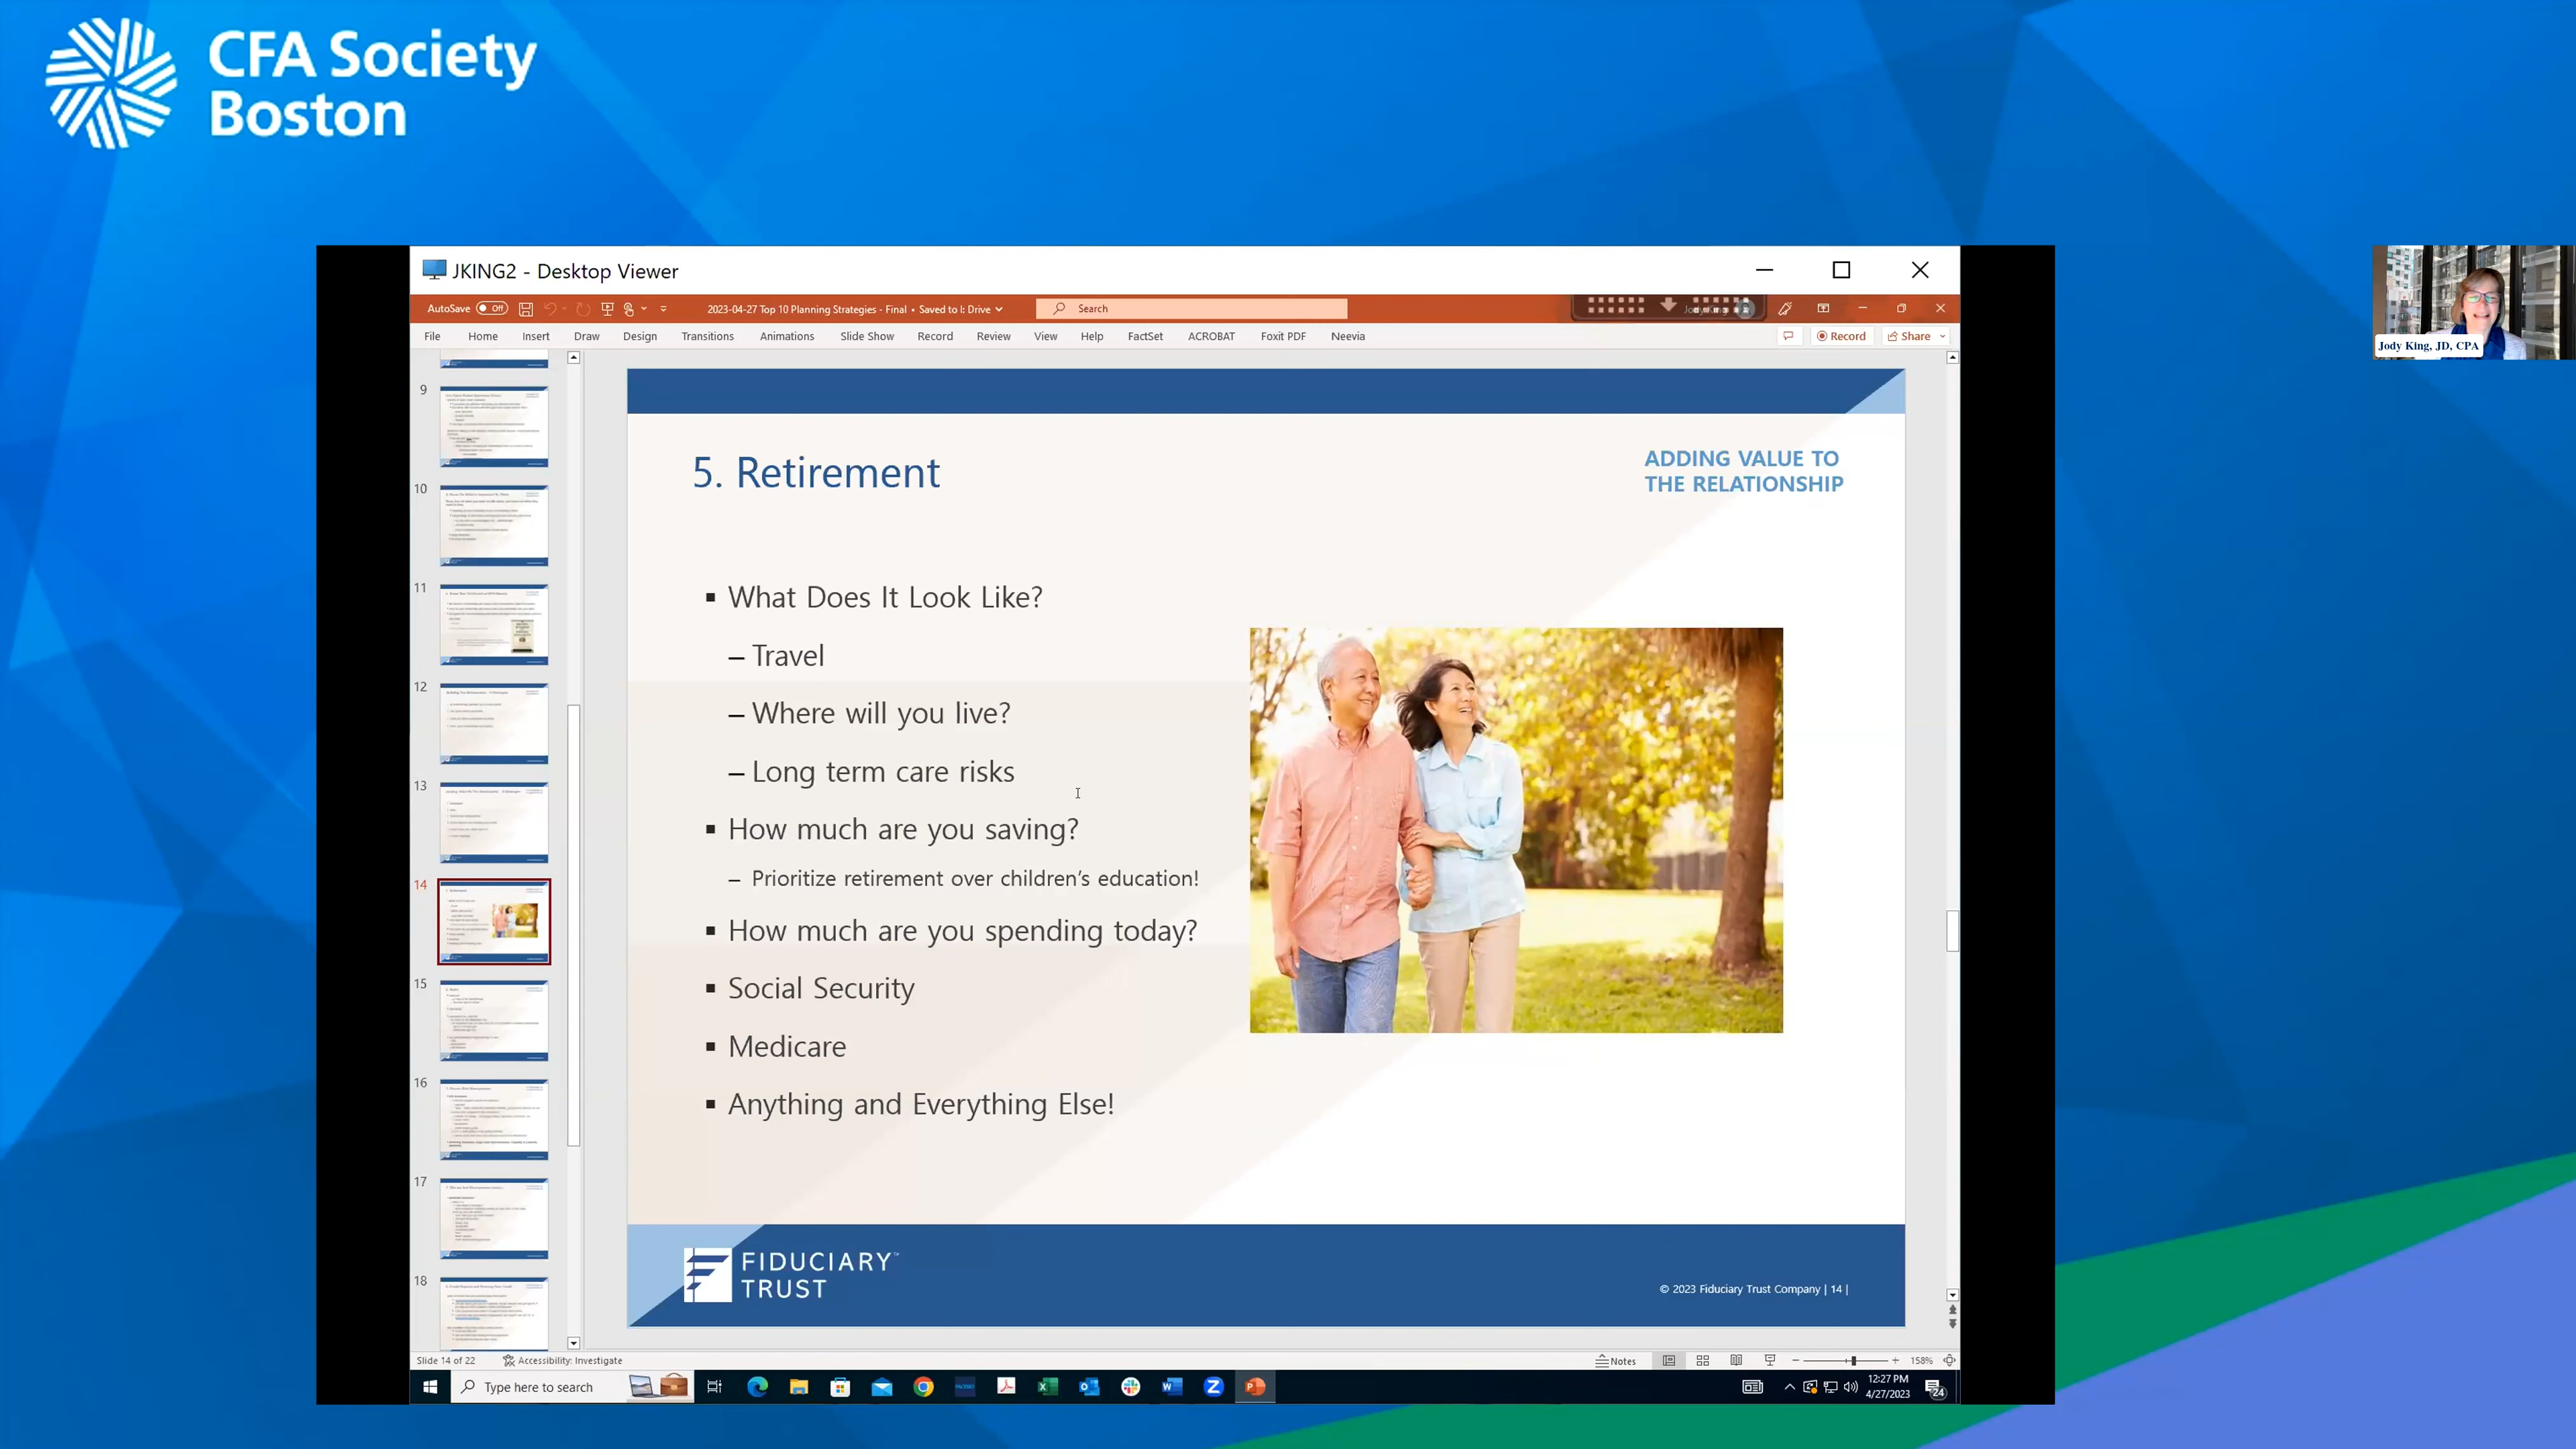 CFA Society
Boston
JKING2 - Desktop Viewer
AutoSave Off
2023-04-27 Top 10 Planning Strategies - Final • Saved to I: Drive
Search
File Home Insert Draw Design Transitions Animations Slide Show Record Review View Help FactSet ACROBAT Foxit PDF Neevia
Record Share
Jody King, JD, CPA
9
10
11
12
13
14
15
16
17
18
5. Retirement
ADDING VALUE TO
THE RELATIONSHIP
▪ What Does It Look Like?
– Travel
– Where will you live?
– Long term care risks
▪ How much are you saving?
– Prioritize retirement over children's education!
▪ How much are you spending today?
▪ Social Security
▪ Medicare
▪ Anything and Everything Else!
FIDUCIARY™
TRUST
© 2023 Fiduciary Trust Company | 14 |
Slide 14 of 22 Accessibility: Investigate
Notes
158%
Type here to search
12:27 PM
4/27/2023
24